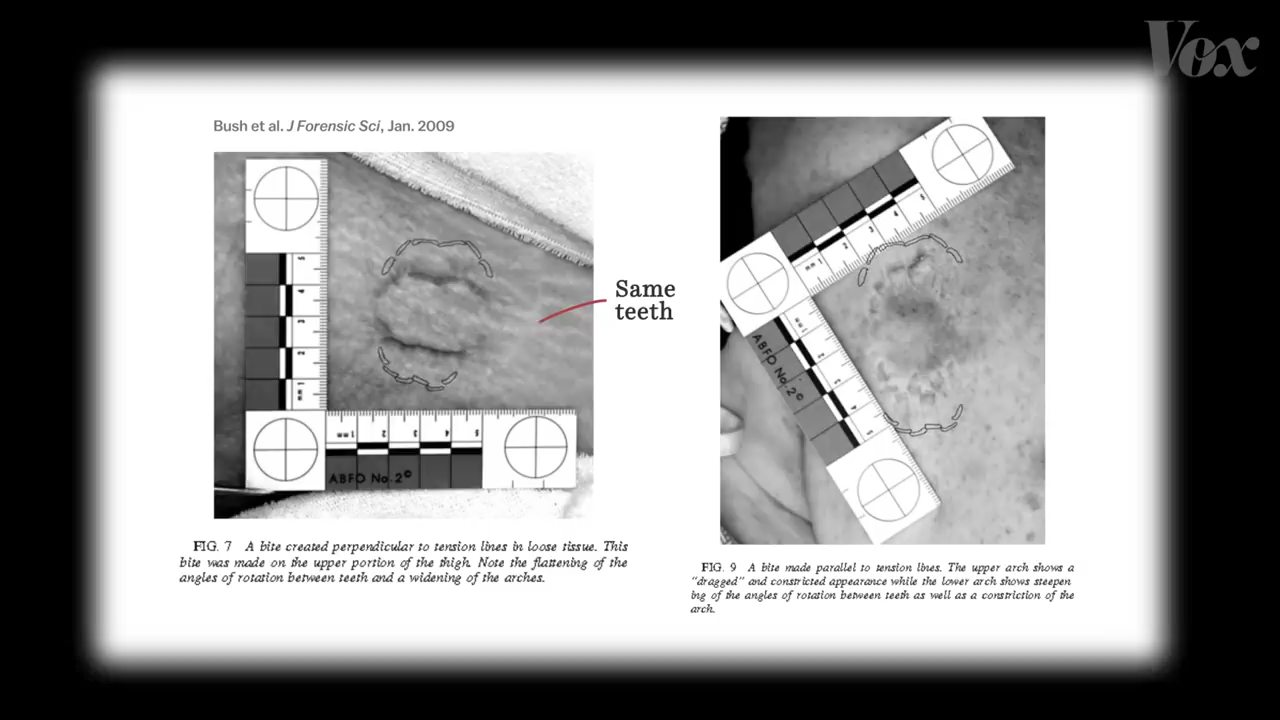 Vox
Bush et al. J Forensic Sci, Jan. 2009
Same
teeth
ABFO No. 2©
ABFO No. 2©
FIG. 7 A bite created perpendicular to tension lines in loose tissue. This
bite was made on the upper portion of the thigh. Note the flattening of the
angles of rotation between teeth and a widening of the arches.
FIG. 9 A bite made parallel to tension lines. The upper arch shows a
"dragged" and constricted appearance while the lower arch shows steepen
ing of the angles of rotation between teeth as well as a constriction of the
arch.